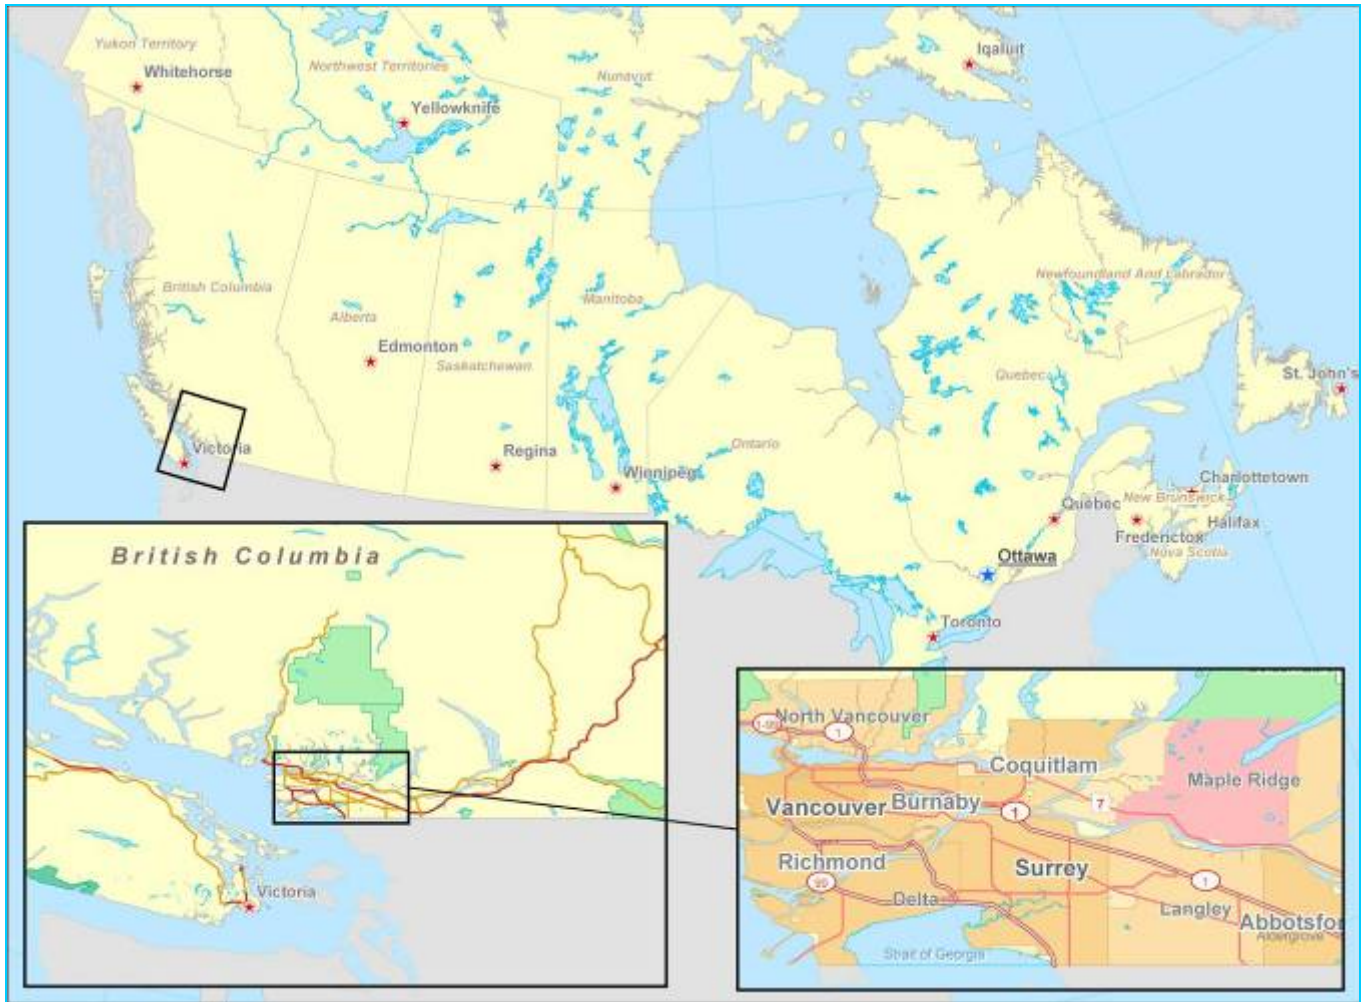 Yukon Territory
Whitehorse
Northwest Territories
Yellowknife
Nunavut
Iqaluit
British Columbia
Alberta
Edmonton
Saskatchewan
Manitoba
Newfoundland And Labrador
Quebec
St. John's
Victoria
Regina
Winnipeg
Ontario
Charlottetown
New Brunswick
Quebec
Halifax
Fredericton
Nova Scotia
Ottawa
Toronto
British Columbia
Victoria
1-99
North Vancouver
1
Coquitlam
Maple Ridge
7
Vancouver
Burnaby
1
Richmond
Surrey
99
1
Delta
Langley
Abbotsfor
Aldergrove
Strait of Georgia